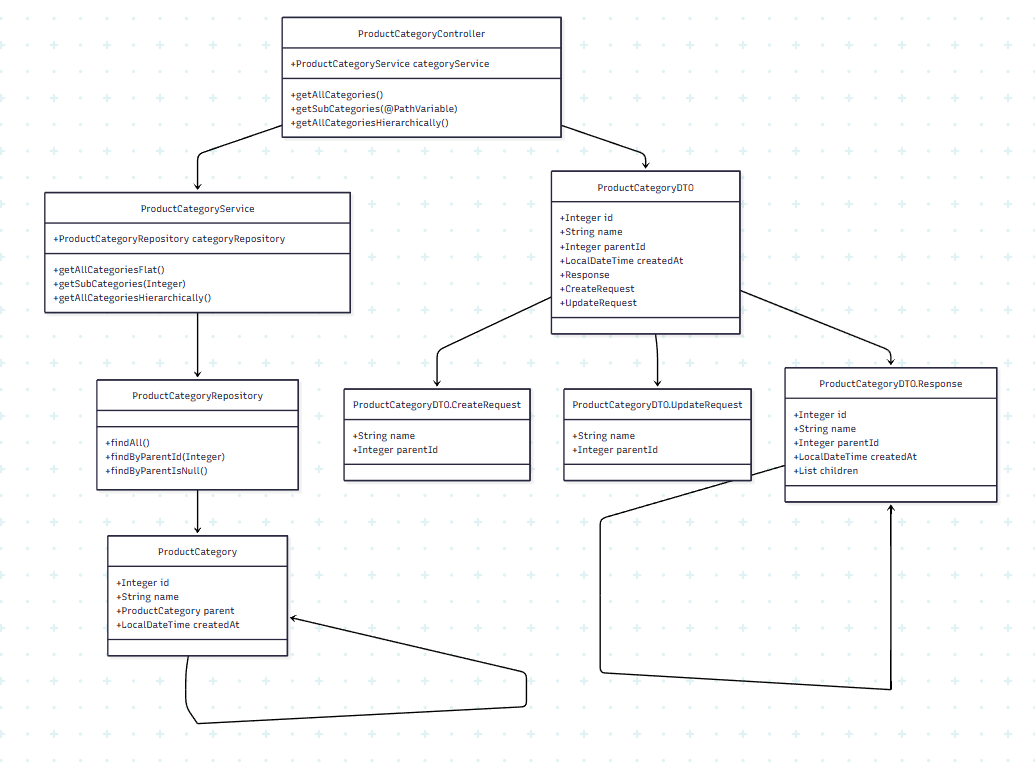 ProductCategoryController
+ProductCategoryService categoryService
+getAllCategories()
+getSubCategories(@PathVariable)
+getAllCategoriesHierarchically()
ProductCategoryService
+ProductCategoryRepository categoryRepository
+getAllCategoriesFlat()
+getSubCategories(Integer)
+getAllCategoriesHierarchically()
ProductCategoryDTO
+Integer id
+String name
+Integer parentId
+LocalDateTime createdAt
+Response
+CreateRequest
+UpdateRequest
ProductCategoryRepository
+findAll()
+findByParentId(Integer)
+findByParentIsNull()
ProductCategoryDTO.CreateRequest
+String name
+Integer parentId
ProductCategoryDTO.UpdateRequest
+String name
+Integer parentId
ProductCategoryDTO.Response
+Integer id
+String name
+Integer parentId
+LocalDateTime createdAt
+List children
ProductCategory
+Integer id
+String name
+ProductCategory parent
+LocalDateTime createdAt